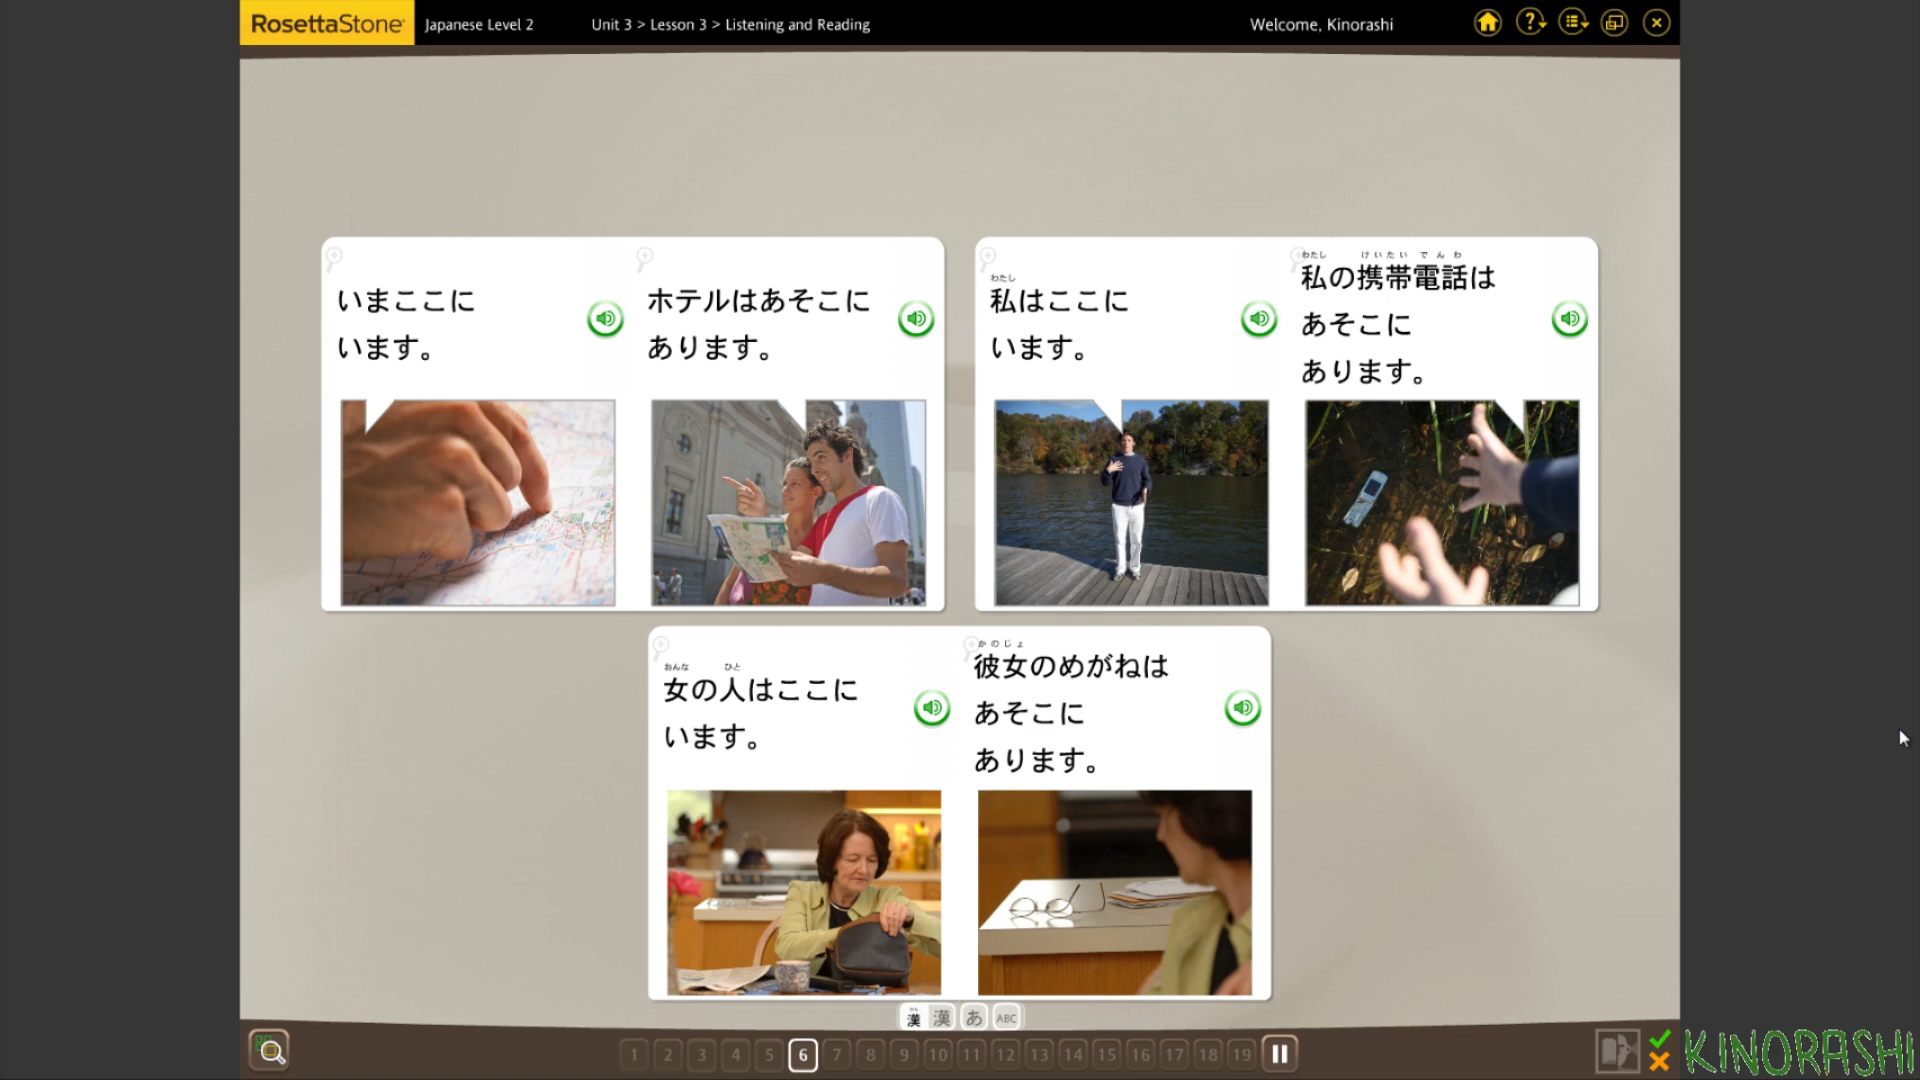 RosettaStone
Japanese Level 2
Unit 3 > Lesson 3 > Listening and Reading
Welcome, Kinorashi
いまここに
います。
ホテルはあそこに
あります。
わたし
私はここに
います。
わたし けいたい でんわ
私の携帯電話は
あそこに
あります。
おんな ひと
女の人はここに
います。
かのじょ
彼女のめがねは
あそこに
あります。
漢 漢 あ ABC
1 2 3 4 5 6 7 8 9 10 11 12 13 14 15 16 17 18 19
KINORASHI